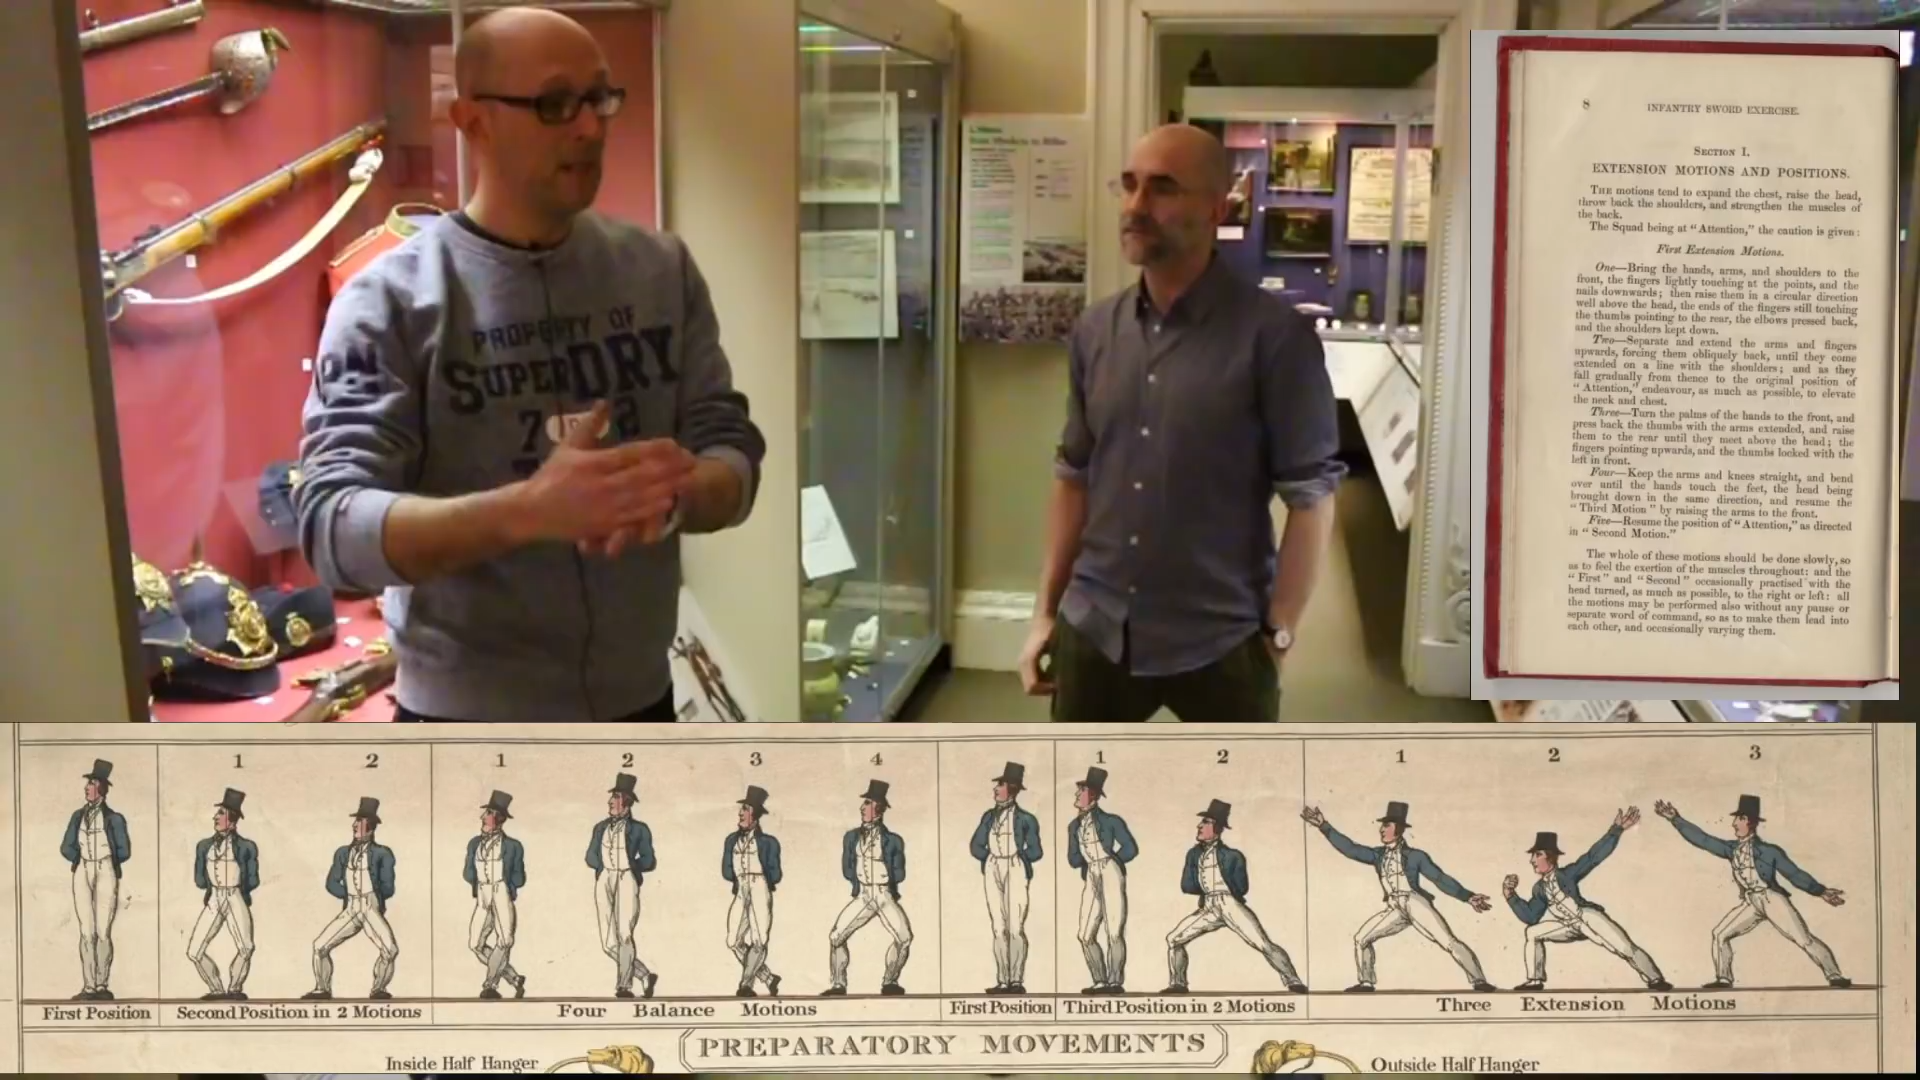 PROPERTY OF
SUPERDRY
8
INFANTRY SWORD EXERCISE.
SECTION I.
EXTENSION MOTIONS AND POSITIONS.
THE motions tend to expand the chest, raise the head,
throw back the shoulders, and strengthen the muscles of
the back.
The Squad being at "Attention," the caution is given:
First Extension Motions.
One—Bring the hands, arms, and shoulders to the
front, the fingers lightly touching at the points, and the
nails downwards; then raise them in a circular direction
well above the head, the ends of the fingers still touching
the thumbs pointing to the rear, the elbows pressed back,
and the shoulders kept down.
Two—Separate and extend the arms and fingers
upwards, forcing them obliquely back, until they come
extended on a line with the shoulders; and as they
fall gradually from thence to the original position of
"Attention," endeavour, as much as possible, to elevate
the neck and chest.
Three—Turn the palms of the hands to the front, and
press back the thumbs with the arms extended, and raise
them to the rear until they meet above the head; the
fingers pointing upwards, and the thumbs locked with the
left in front.
Four—Keep the arms and knees straight, and bend
over until the hands touch the feet, the head being
brought down in the same direction, and resume the
"Third Motion" by raising the arms to the front.
Five—Resume the position of "Attention," as directed
in "Second Motion."
The whole of these motions should be done slowly, so
as to feel the exertion of the muscles throughout: and the
"First" and "Second" occasionally practised with the
head turned, as much as possible, to the right or left: all
the motions may be performed also without any pause or
separate word of command, so as to make them lead into
each other, and occasionally varying them.
1 2 1 2 3 4 1 2 1 2 3
First Position Second Position in 2 Motions Four Balance Motions First Position Third Position in 2 Motions Three Extension Motions
PREPARATORY MOVEMENTS
Inside Half Hanger Outside Half Hanger